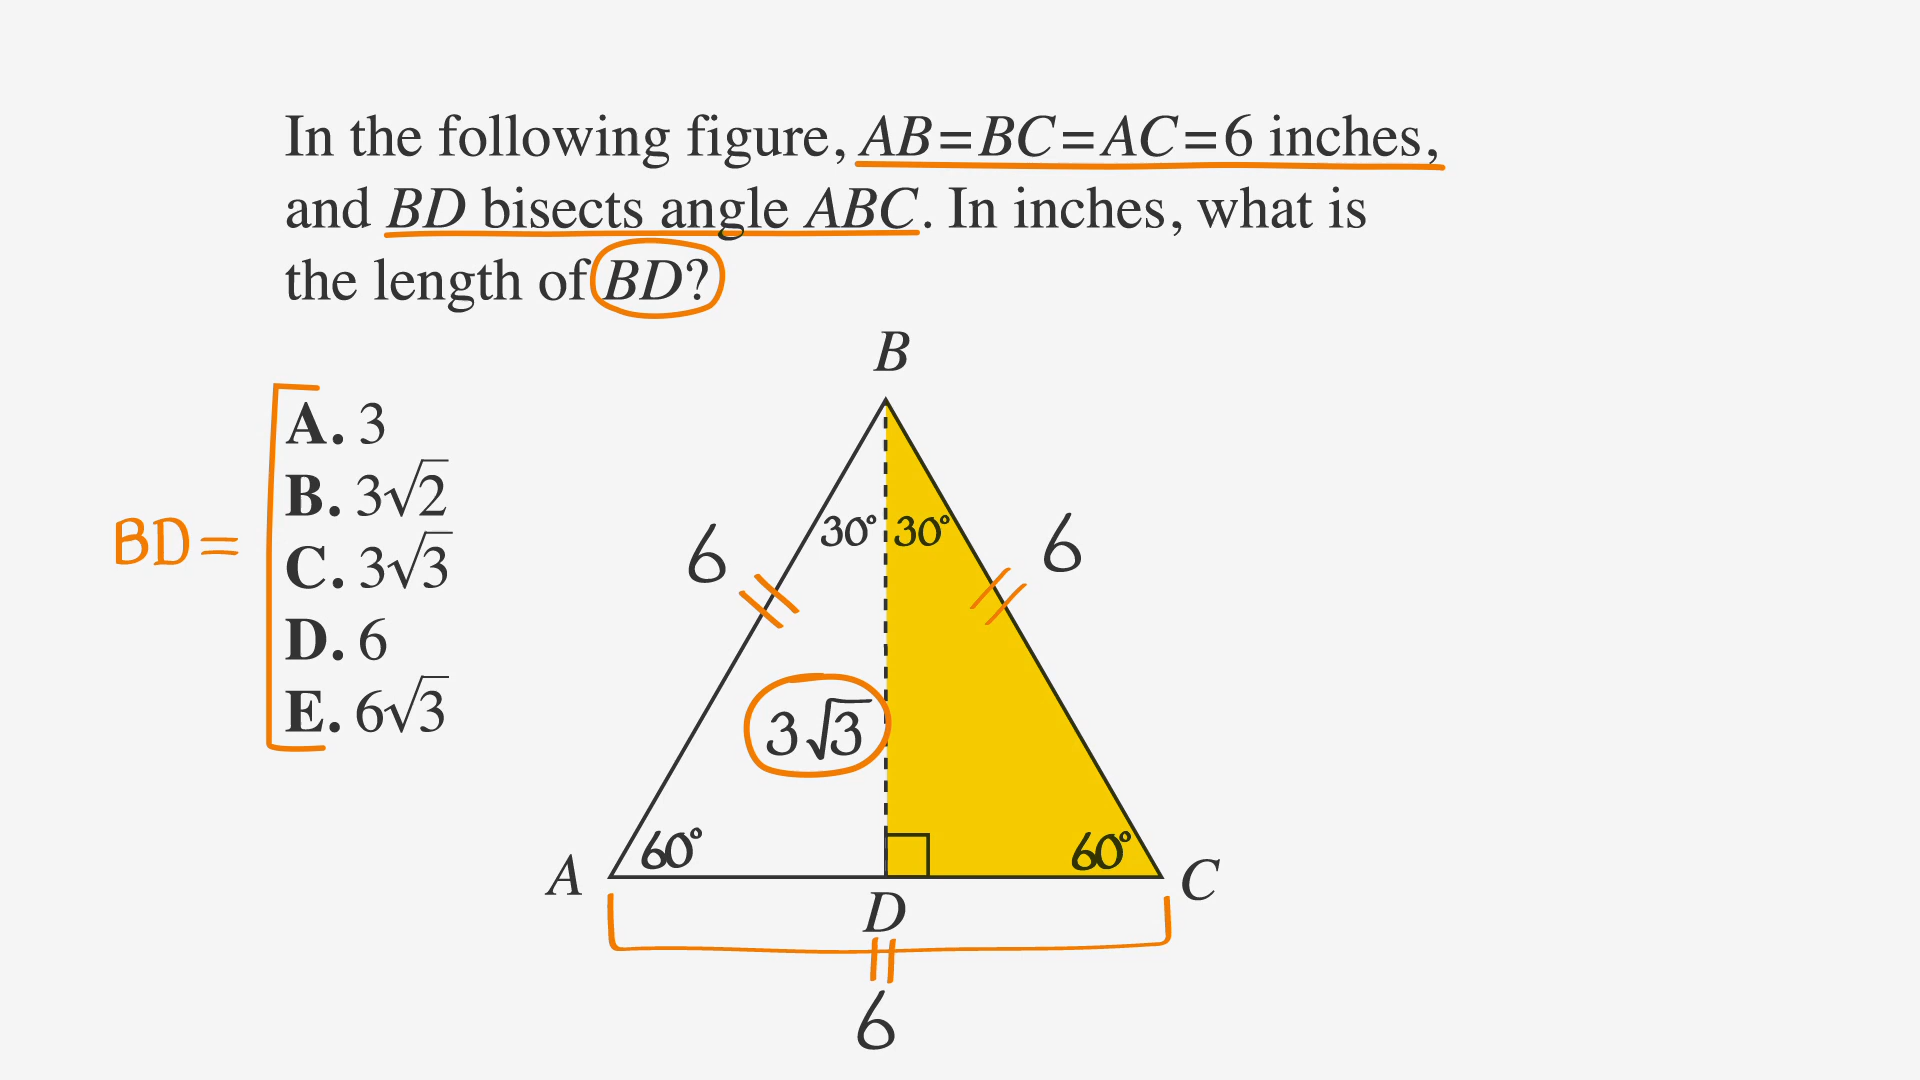 In the following figure, AB=BC=AC=6 inches,
and BD bisects angle ABC. In inches, what is
the length of BD?
BD=
A. 3
B. 3√2
C. 3√3
D. 6
E. 6√3
B
30° 30°
6 6
3√3
60° 60°
A D C
6